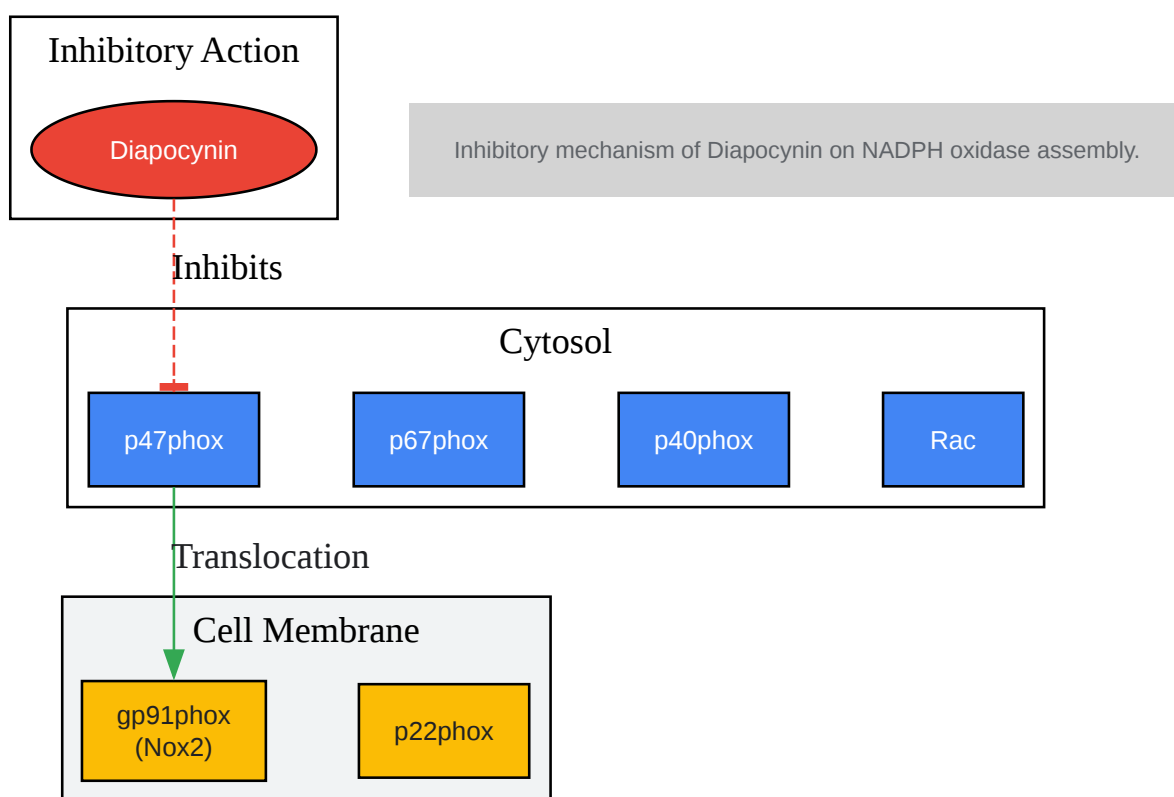 Inhibitory Action
Diapocynin
Inhibitory mechanism of Diapocynin on NADPH oxidase assembly.
Inhibits
Cytosol
p47phox
p67phox
p40phox
Rac
Translocation
Cell Membrane
gp91phox
(Nox2)
p22phox